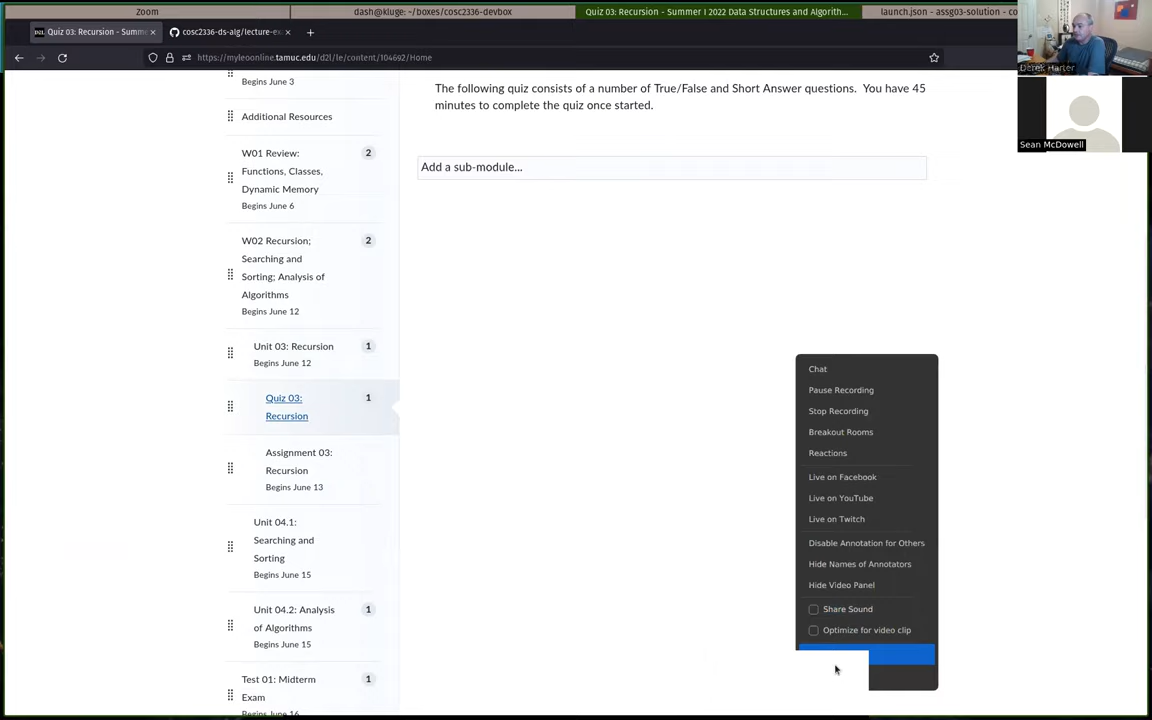 Zoom
dash@kluge: ~/boxes/cosc2336-devbox
Quiz 03: Recursion - Summer I 2022 Data Structures and Algorith...
launch.json - assg03-solution - co
Quiz 03: Recursion - Summ
cosc2336-ds-alg/lecture-ex
https://myleoonline.tamuc.edu/d2l/le/content/104692/Home
Derek Harter
Sean McDowell
Begins June 3
Additional Resources
W01 Review:
Functions, Classes,
Dynamic Memory
2
Begins June 6
W02 Recursion;
Searching and
Sorting; Analysis of
Algorithms
2
Begins June 12
Unit 03: Recursion
1
Begins June 12
Quiz 03:
Recursion
1
Assignment 03:
Recursion
Begins June 13
Unit 04.1:
Searching and
Sorting
Begins June 15
Unit 04.2: Analysis
of Algorithms
1
Begins June 15
Test 01: Midterm
Exam
1
Begins June 16
The following quiz consists of a number of True/False and Short Answer questions. You have 45
minutes to complete the quiz once started.
Add a sub-module...
Chat
Pause Recording
Stop Recording
Breakout Rooms
Reactions
Live on Facebook
Live on YouTube
Live on Twitch
Disable Annotation for Others
Hide Names of Annotators
Hide Video Panel
Share Sound
Optimize for video clip